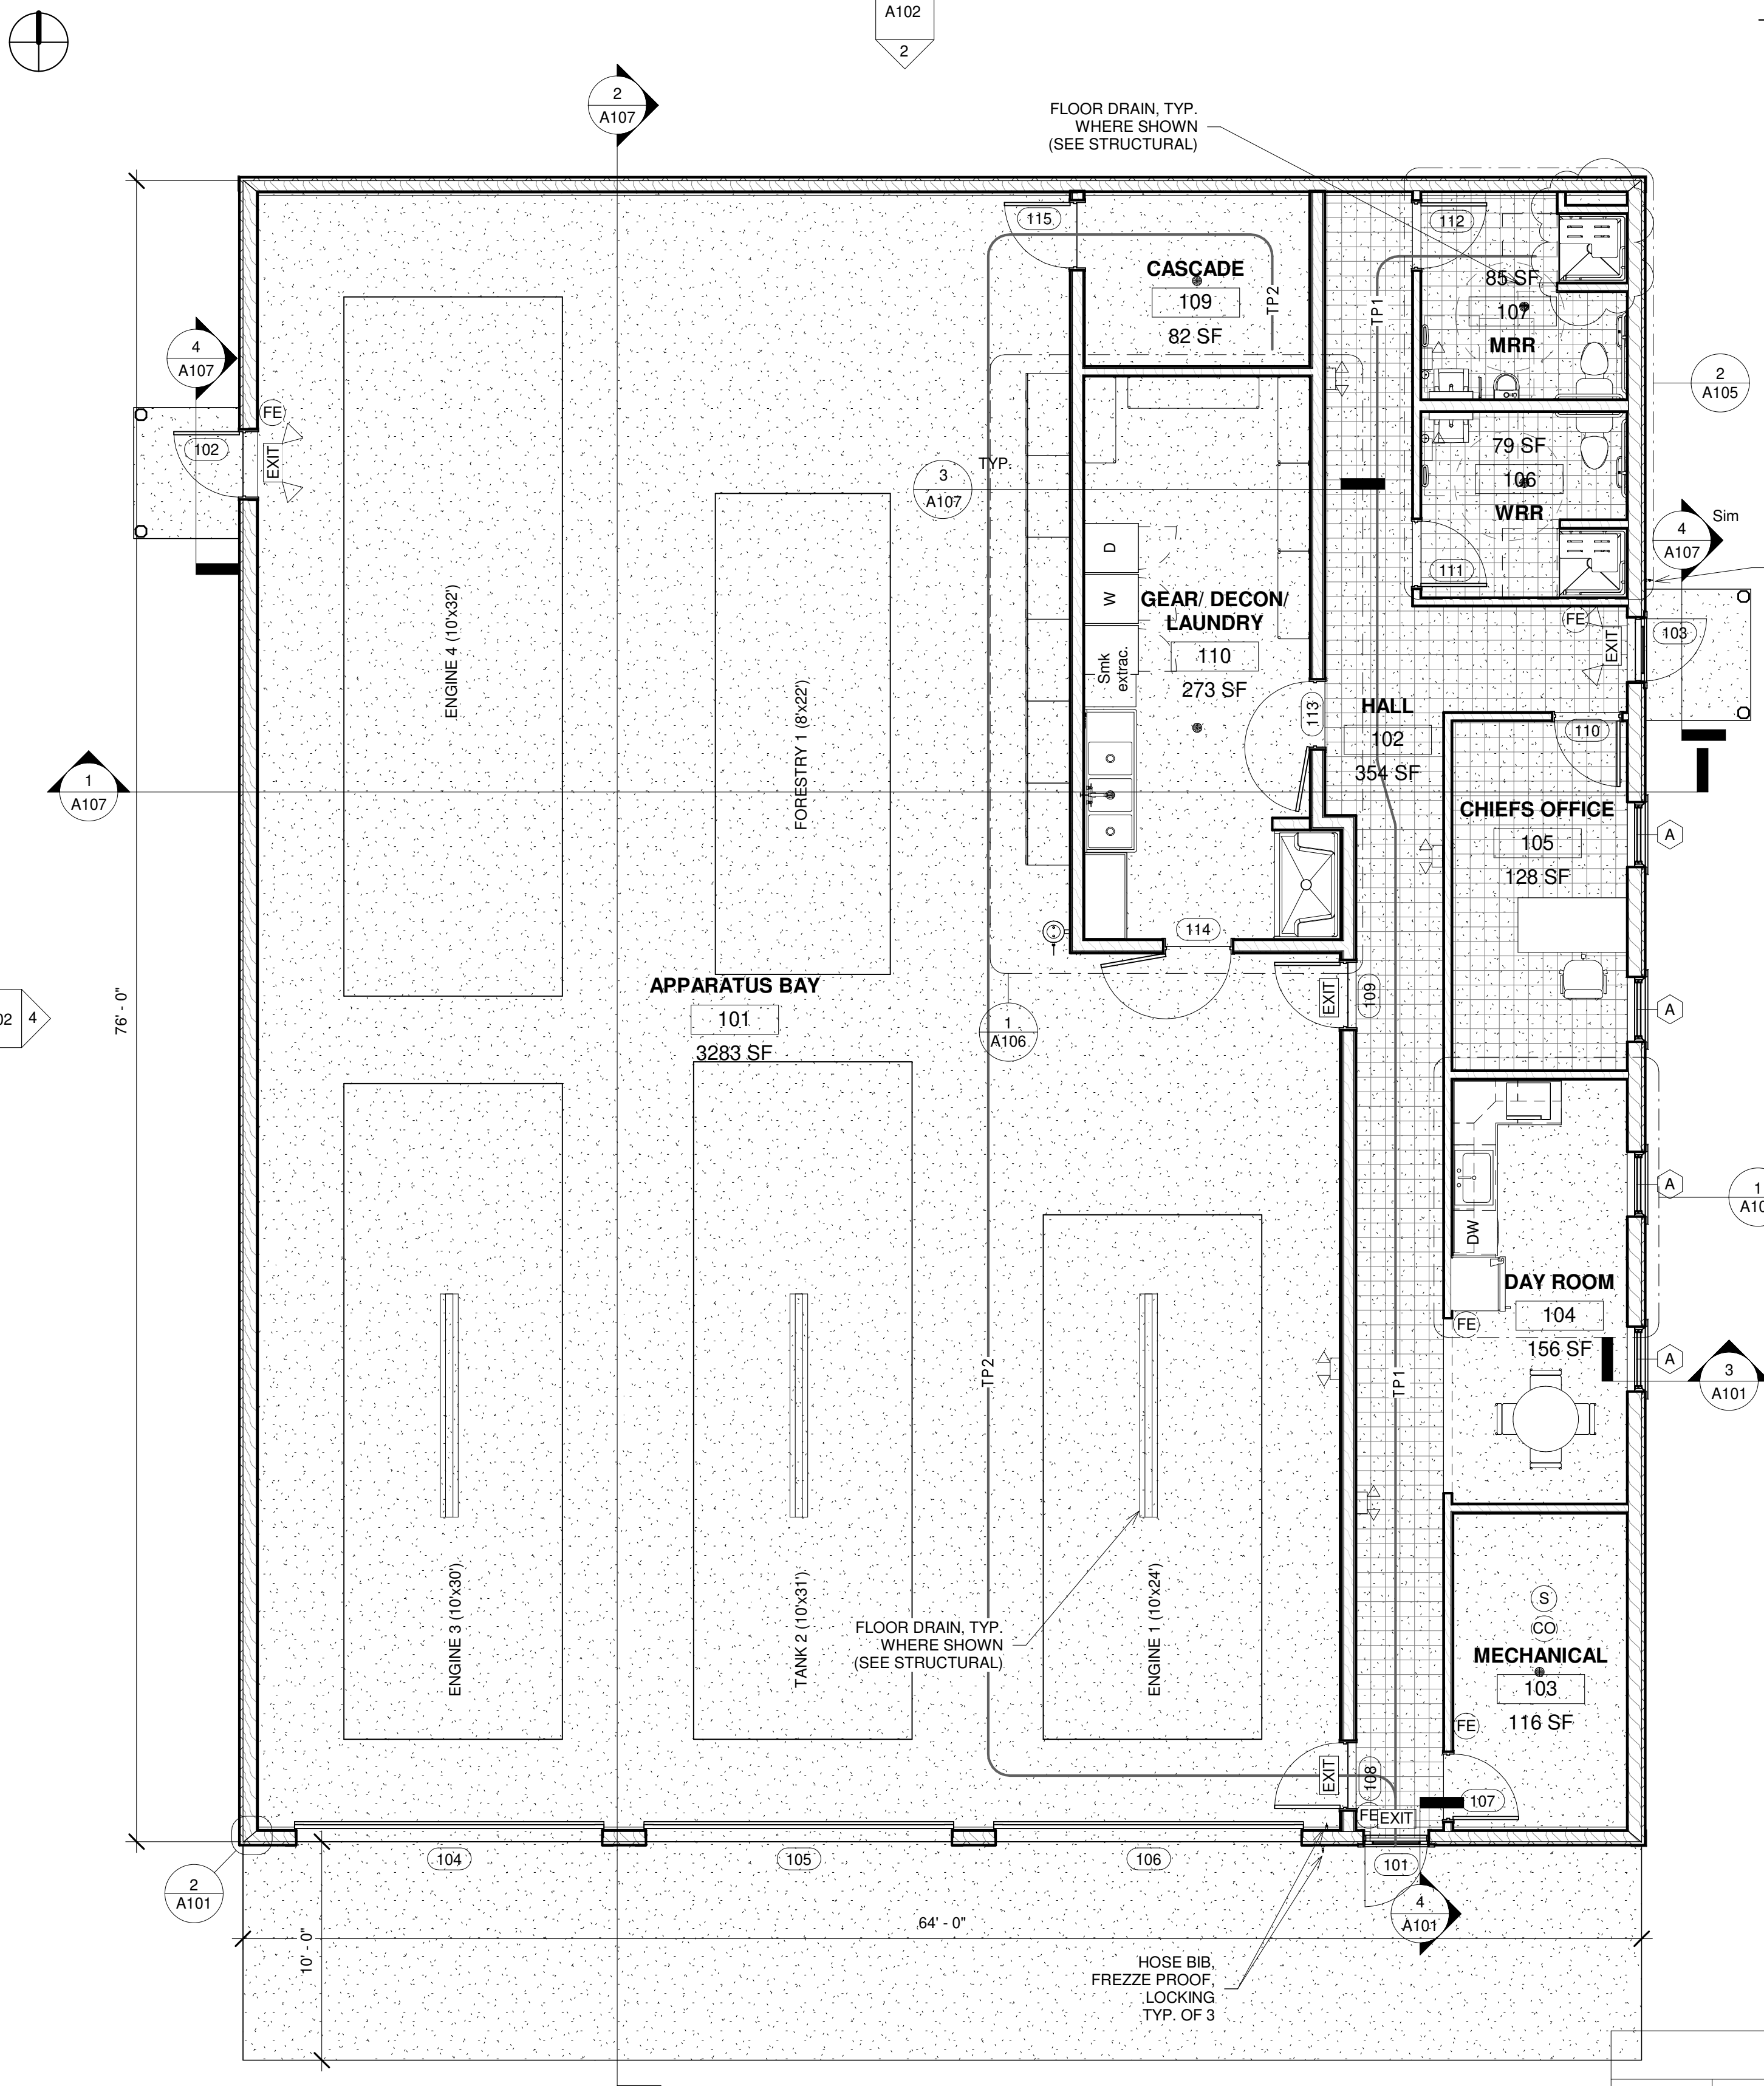 A102
2
2
A107
FLOOR DRAIN, TYP.
WHERE SHOWN
(SEE STRUCTURAL)
115
112
CASCADE
109
82 SF
TP2
TP1
85 SF
107
MRR
4
A107
2
A105
FE
102
EXIT
TYP.
3
A107
79 SF
106
WRR
4
A107
Sim
D
W
Smk
extrac.
GEAR/ DECON/
LAUNDRY
110
273 SF
111
FE
EXIT
103
ENGINE 4 (10'x32')
FORESTRY 1 (8'x22')
113
HALL
102
354 SF
110
1
A107
CHIEFS OFFICE
105
128 SF
A
114
APPARATUS BAY
101
3283 SF
EXIT
109
A
02
4
76' - 0"
1
A106
A
1
A10
DW
DAY ROOM
104
156 SF
FE
A
3
A101
TP2
TP1
ENGINE 3 (10'x30')
TANK 2 (10'x31')
ENGINE 1 (10'x24')
FLOOR DRAIN, TYP.
WHERE SHOWN
(SEE STRUCTURAL)
S
CO
MECHANICAL
103
116 SF
FE
EXIT
108
107
FE
EXIT
104
105
106
101
2
A101
4
A101
64' - 0"
10' - 0"
HOSE BIB,
FREZZE PROOF,
LOCKING
TYP. OF 3